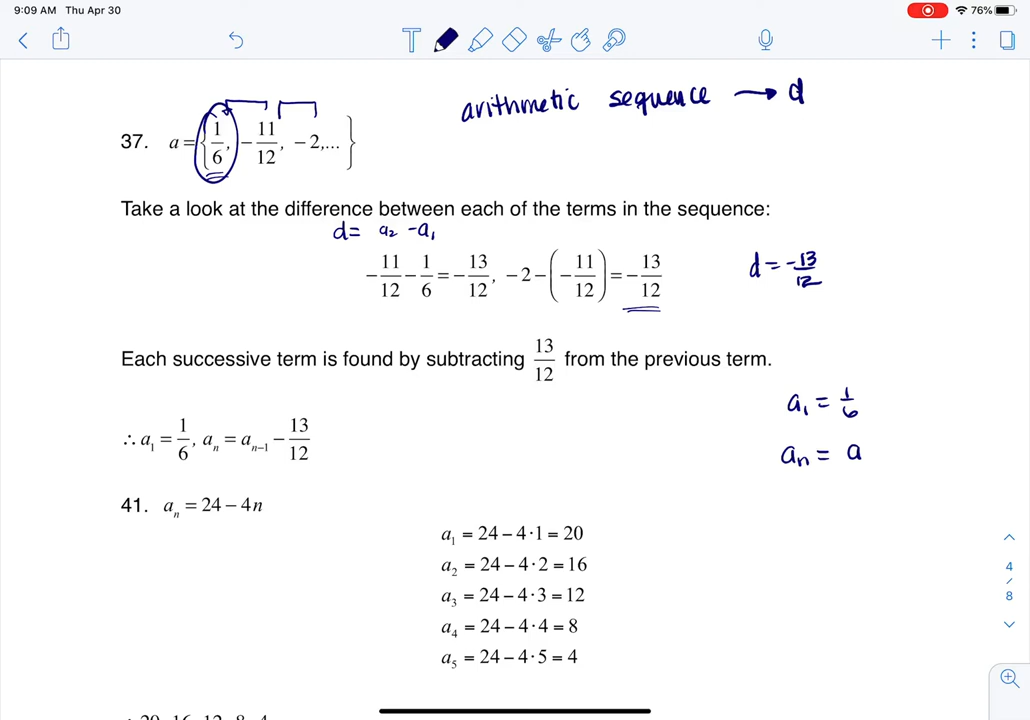 9:09 AM Thu Apr 30
76%
T
arithmetic sequence → d
37. a = { 1/6, − 11/12, − 2,... }
Take a look at the difference between each of the terms in the sequence:
d = a₂ - a₁
− 11/12 − 1/6 = − 13/12, − 2 − ( − 11/12 ) = − 13/12
d = -13/12
Each successive term is found by subtracting 13/12 from the previous term.
a₁ = 1/6
∴ a₁ = 1/6, aₙ = aₙ₋₁ − 13/12
aₙ = a
41. aₙ = 24 − 4n
a₁ = 24 − 4·1 = 20
a₂ = 24 − 4·2 = 16
a₃ = 24 − 4·3 = 12
a₄ = 24 − 4·4 = 8
a₅ = 24 − 4·5 = 4
4
/
8